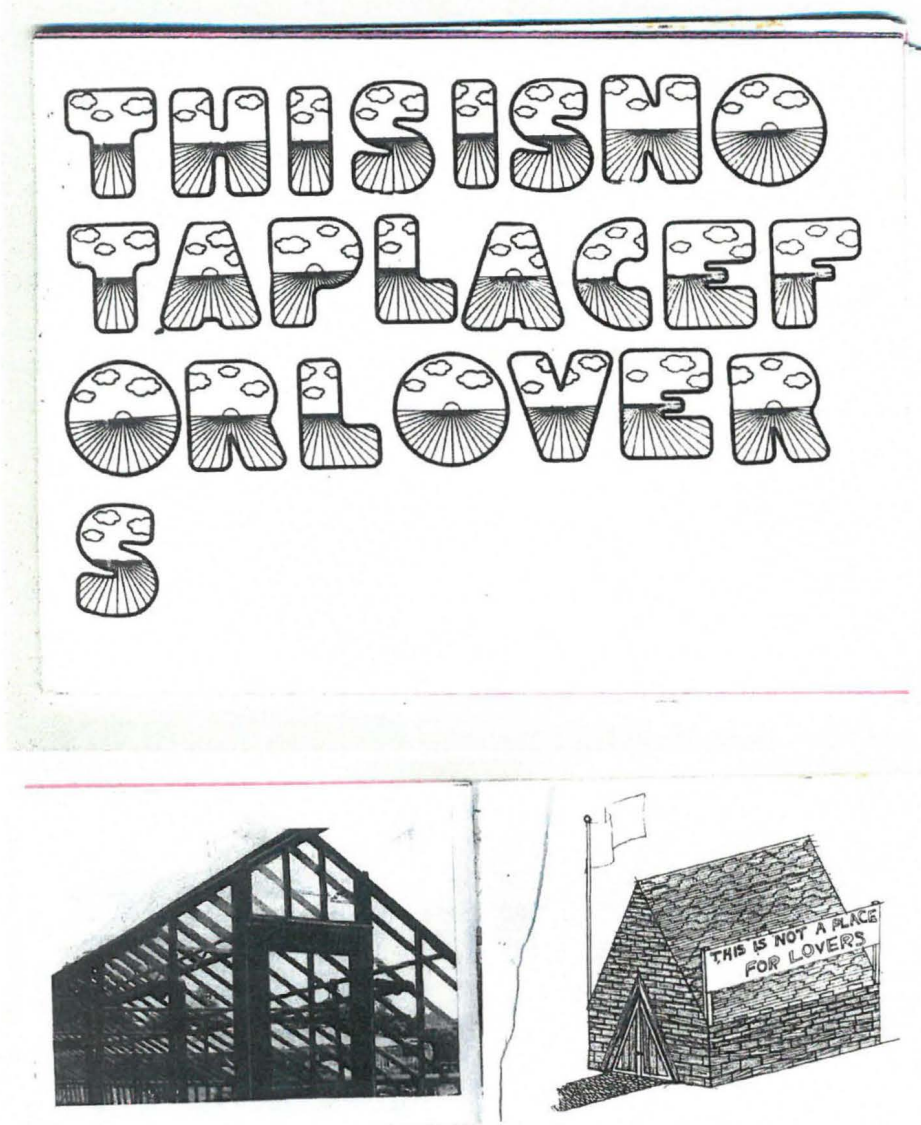 THISISNO
TAPLACEF
ORLOVER
S
THIS IS NOT A PLACE
FOR LOVERS